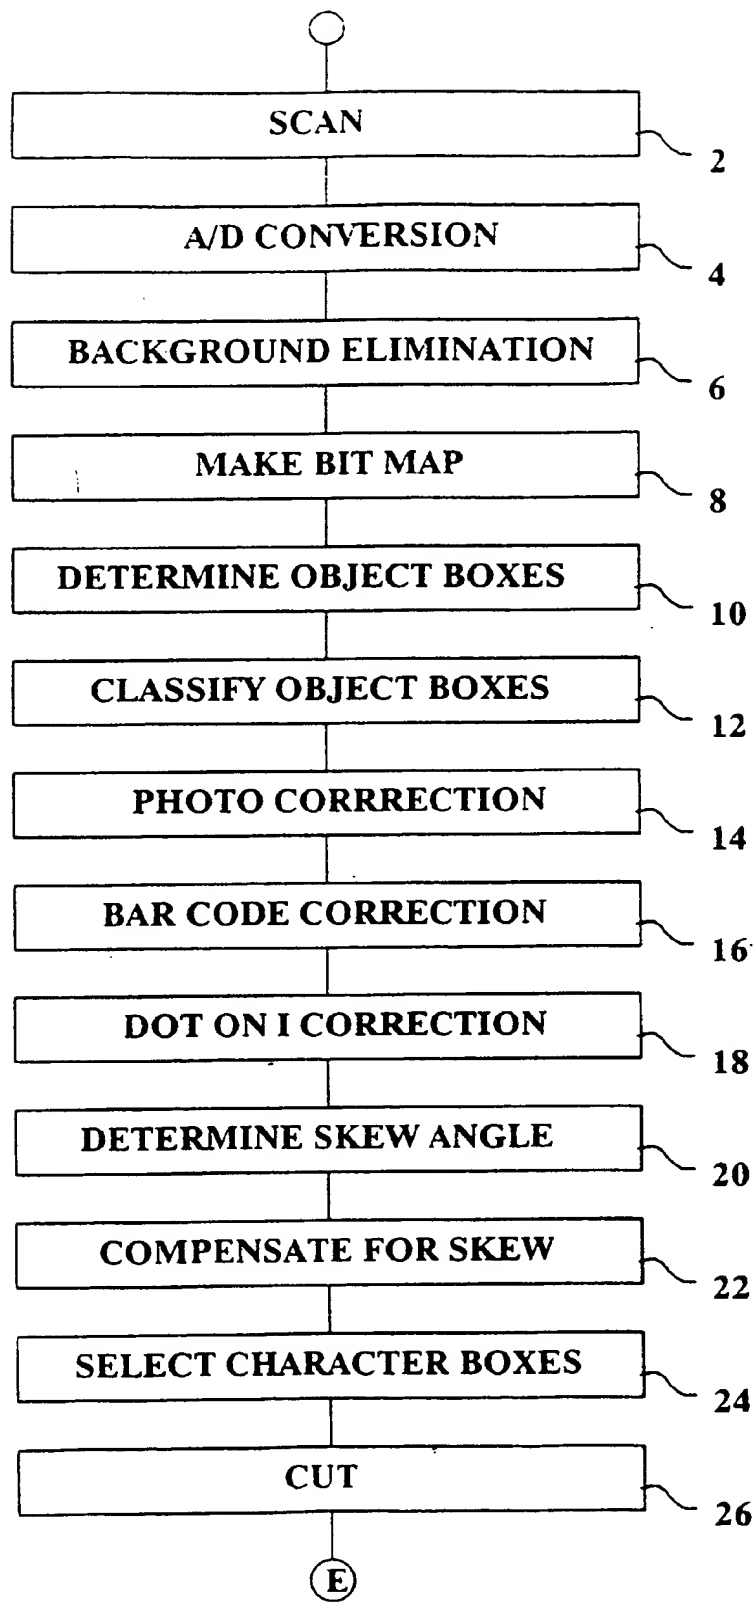 SCAN
2
A/D CONVERSION
4
BACKGROUND ELIMINATION
6
MAKE BIT MAP
8
DETERMINE OBJECT BOXES
10
CLASSIFY OBJECT BOXES
12
PHOTO CORRRECTION
14
BAR CODE CORRECTION
16
DOT ON I CORRECTION
18
DETERMINE SKEW ANGLE
20
COMPENSATE FOR SKEW
22
SELECT CHARACTER BOXES
24
CUT
26
E